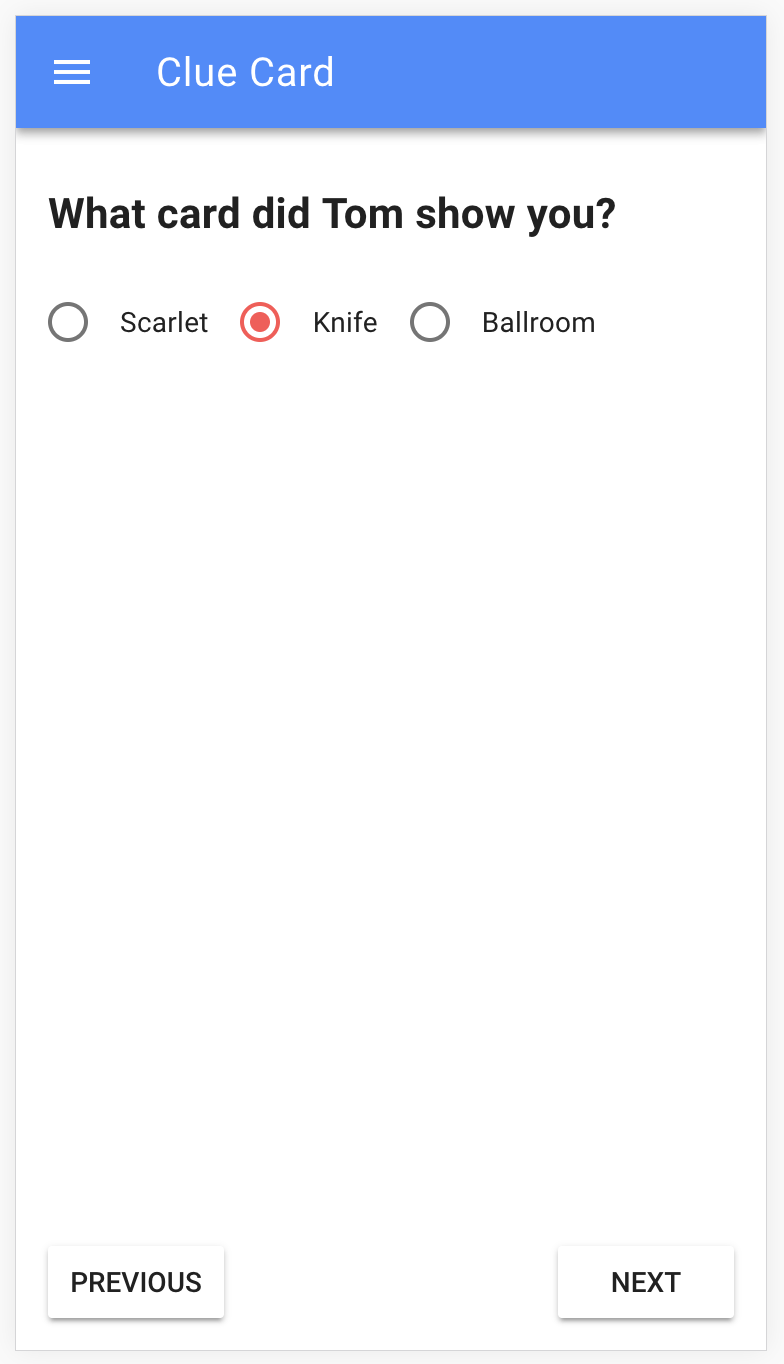 Clue Card
What card did Tom show you?
Scarlet Knife Ballroom
PREVIOUS NEXT